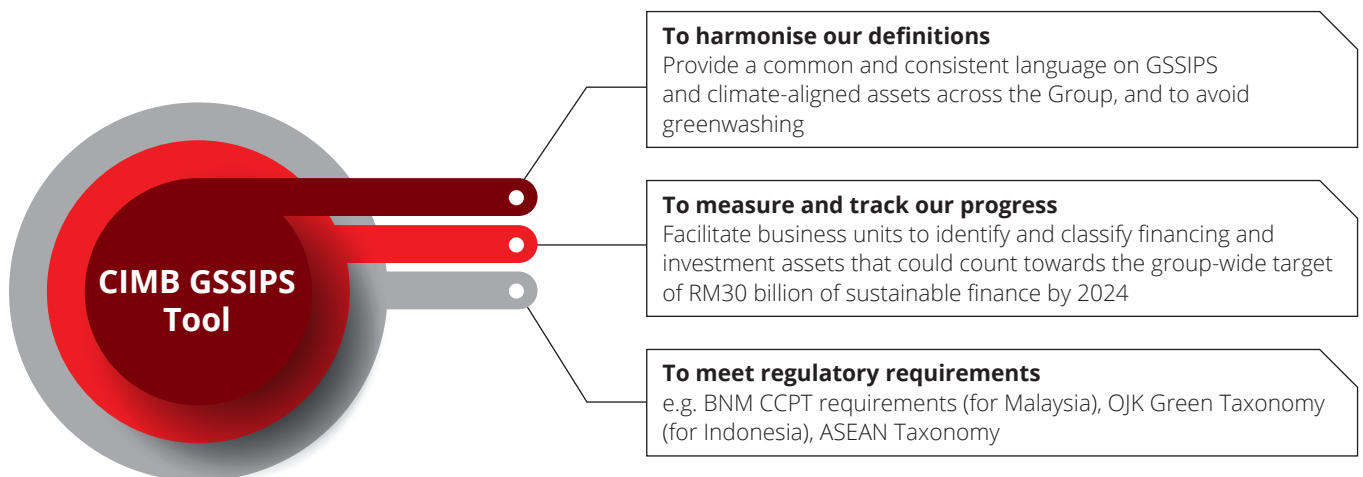 CIMB GSSIPS
Tool
To harmonise our definitions
Provide a common and consistent language on GSSIPS
and climate-aligned assets across the Group, and to avoid
greenwashing
To measure and track our progress
Facilitate business units to identify and classify financing and
investment assets that could count towards the group-wide target
of RM30 billion of sustainable finance by 2024
To meet regulatory requirements
e.g. BNM CCPT requirements (for Malaysia), OJK Green Taxonomy
(for Indonesia), ASEAN Taxonomy